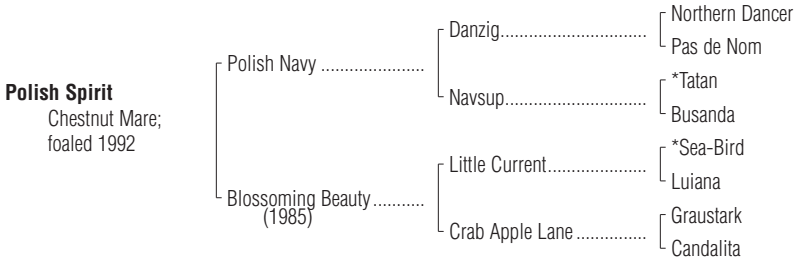 Northern Dancer
Danzig..............................
Pas de Nom
Polish Navy ......................
*Tatan
Navsup..............................
Busanda
Polish Spirit
Chestnut Mare;
foaled 1992
*Sea-Bird
Little Current.....................
Luiana
Blossoming Beauty...........
(1985)
Graustark
Crab Apple Lane ...............
Candalita